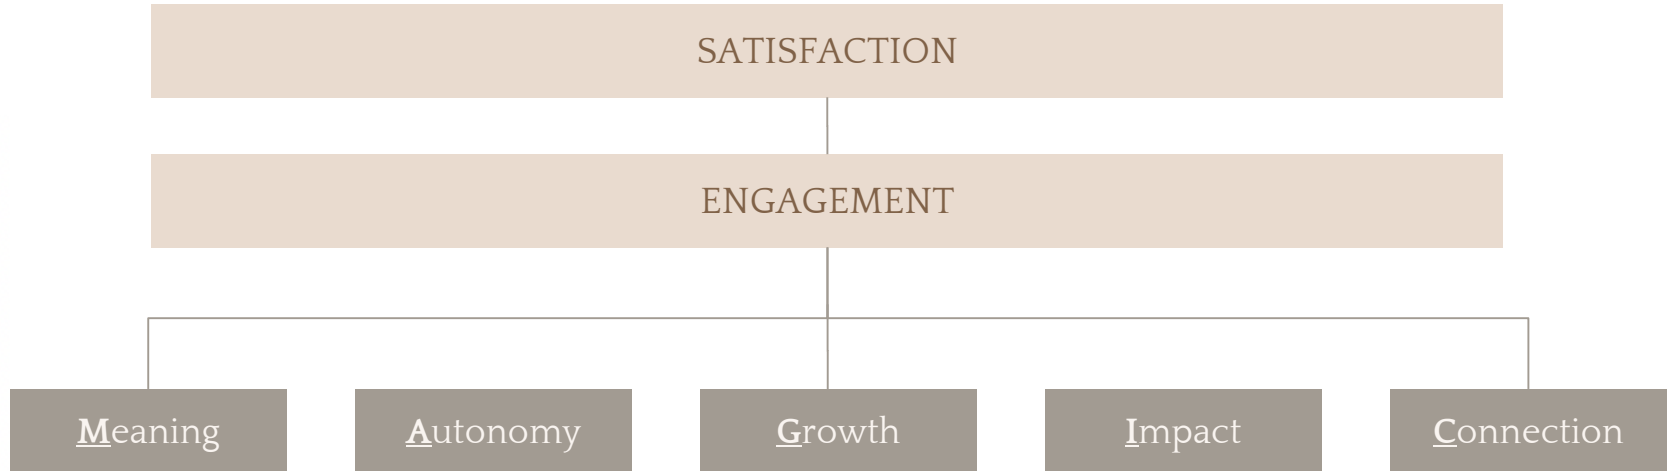 SATISFACTION
ENGAGEMENT
Meaning
Autonomy
Growth
Impact
Connection